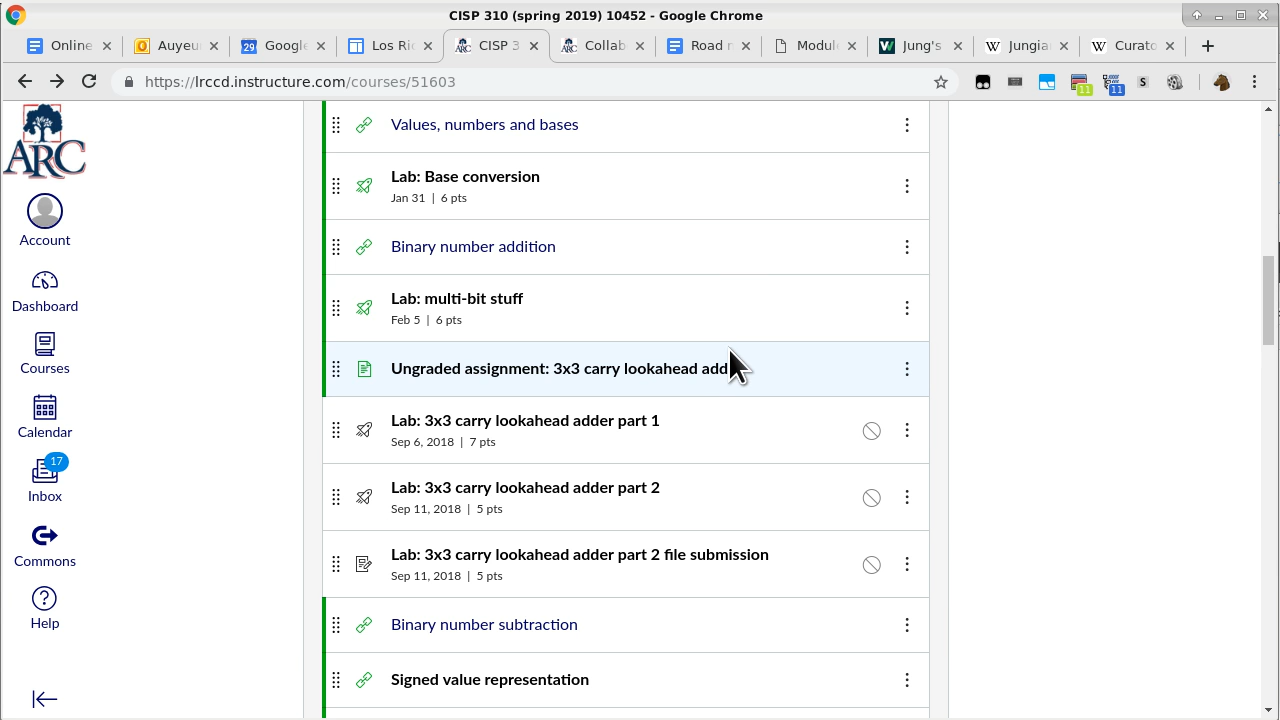 CISP 310 (spring 2019) 10452 - Google Chrome
Online
Auyeu
Google
Los R
CISP 3
Collab
Road r
Modul
Jung's
Jungia
Curato
https://lrccd.instructure.com/courses/51603
11
11
S
ARC
Account
Dashboard
Courses
Calendar
17
Inbox
Commons
Help
29
Values, numbers and bases
Lab: Base conversion
Jan 31 | 6 pts
Binary number addition
Lab: multi-bit stuff
Feb 5 | 6 pts
Ungraded assignment: 3x3 carry lookahead add
Lab: 3x3 carry lookahead adder part 1
Sep 6, 2018 | 7 pts
Lab: 3x3 carry lookahead adder part 2
Sep 11, 2018 | 5 pts
Lab: 3x3 carry lookahead adder part 2 file submission
Sep 11, 2018 | 5 pts
Binary number subtraction
Signed value representation